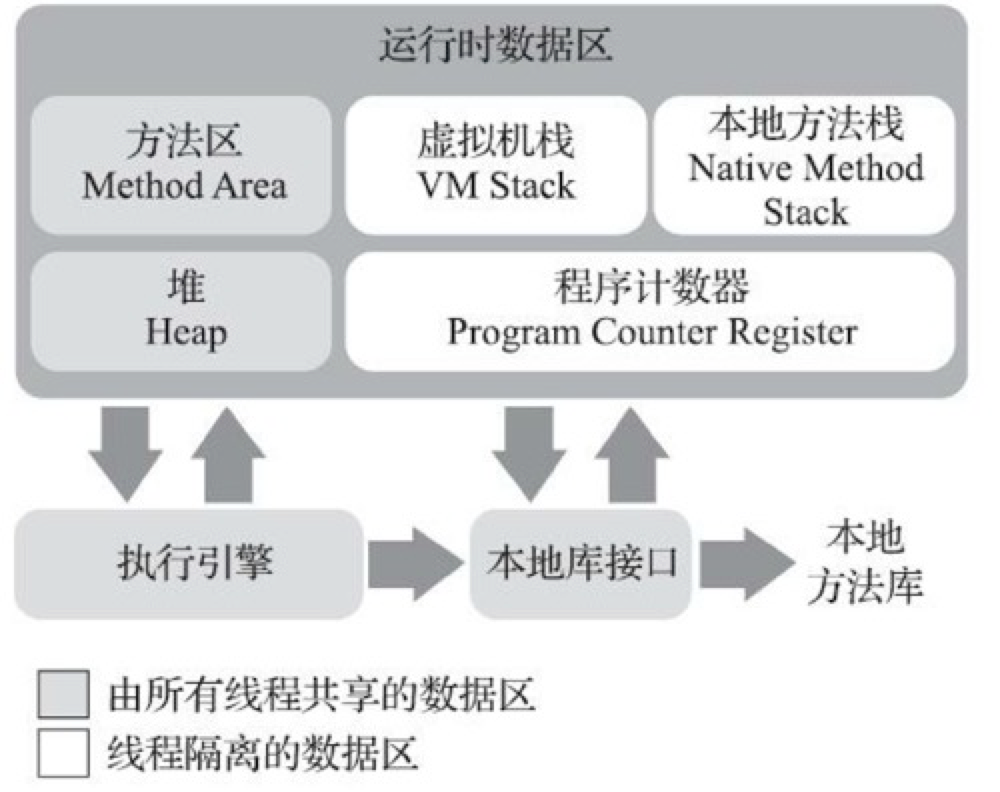 运行时数据区
方法区
Method Area
虚拟机栈
VM Stack
本地方法栈
Native Method
Stack
堆
Heap
程序计数器
Program Counter Register
执行引擎
本地库接口
本地
方法库
由所有线程共享的数据区
线程隔离的数据区